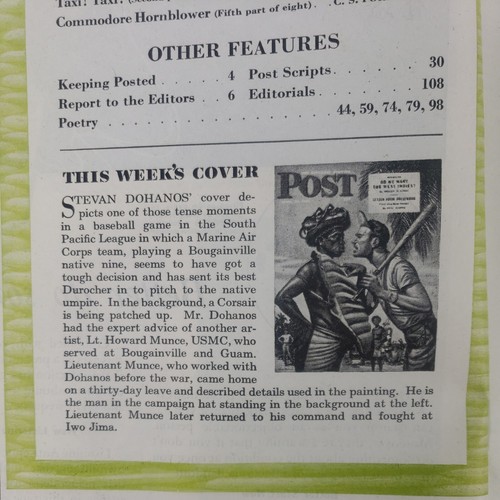 Taxi! Taxi!
Commodore Hornblower (Fifth part of eight) . C. S.
OTHER FEATURES
Keeping Posted . . . . . 4 Post Scripts . . . . . . 30
Report to the Editors . . 6 Editorials . . . . . . . 108
Poetry . . . . . . . . . . . . . . . . 44, 59, 74, 79, 98
THIS WEEK'S COVER
STEVAN DOHANOS' cover de-
picts one of those tense moments
in a baseball game in the South
Pacific League in which a Marine Air
Corps team, playing a Bougainville
native nine, seems to have got a
tough decision and has sent its best
Durocher in to pitch to the native
umpire. In the background, a Corsair
is being patched up. Mr. Dohanos
had the expert advice of another ar-
tist, Lt. Howard Munce, USMC, who
served at Bougainville and Guam.
Lieutenant Munce, who worked with
Dohanos before the war, came home
on a thirty-day leave and described details used in the painting. He is
the man in the campaign hat standing in the background at the left.
Lieutenant Munce later returned to his command and fought at
Iwo Jima.
POST
DO WE WANT
THE WEST INDIES?